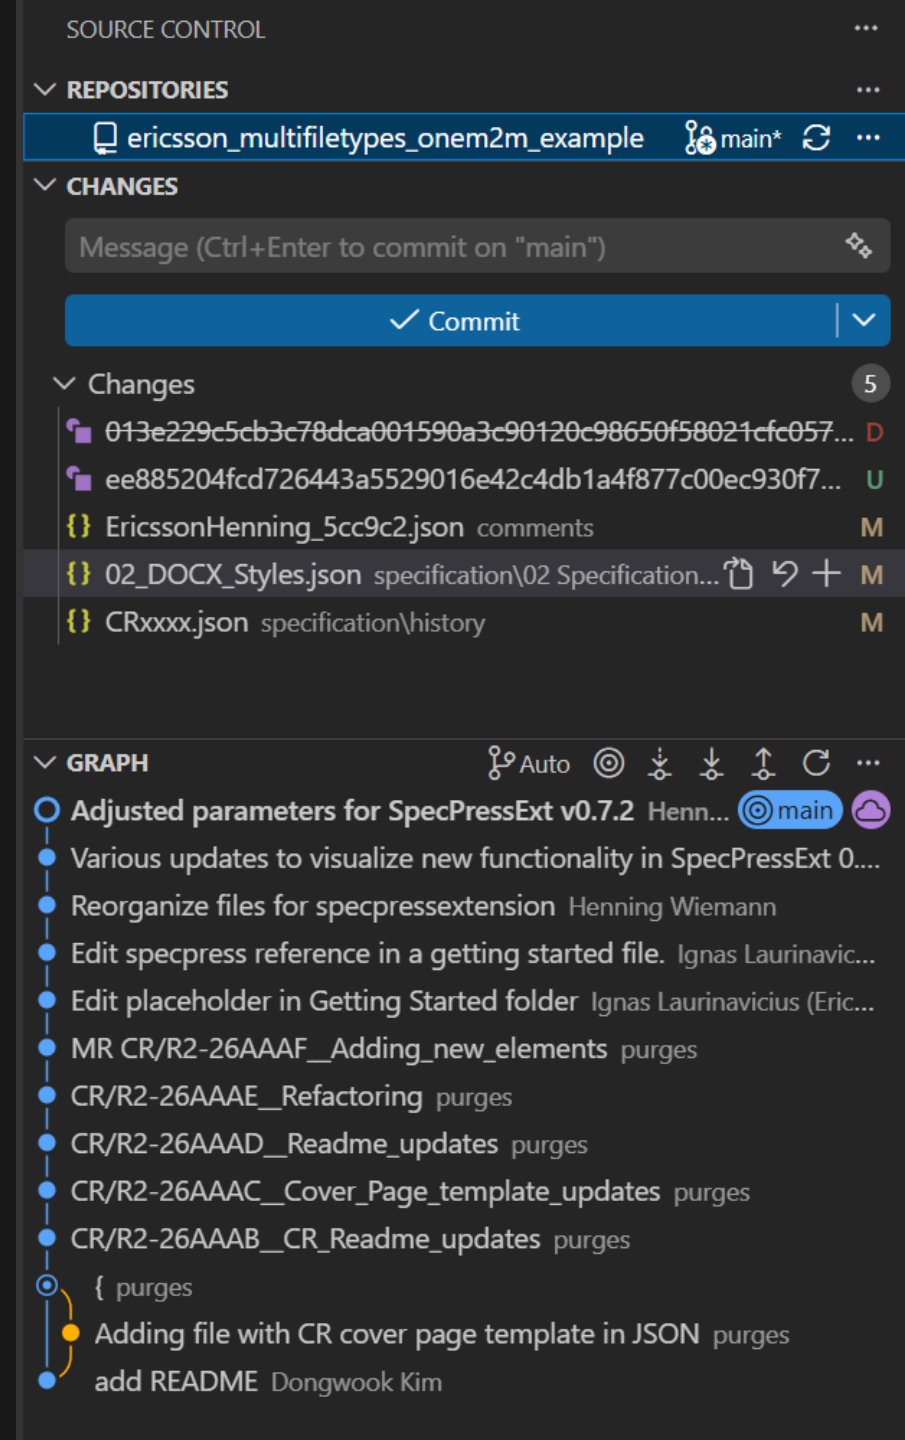 SOURCE CONTROL
REPOSITORIES
ericsson_multifiletypes_onem2m_example main*
CHANGES
Message (Ctrl+Enter to commit on "main")
Commit
Changes 5
013e229c5cb3c78dca001590a3c90120c98650f58021cfc057... D
ee885204fcd726443a5529016e42c4db1a4f877c00ec930f7... U
{} EricssonHenning_5cc9c2.json comments M
{} 02_DOCX_Styles.json specification\02 Specification... M
{} CRxxxx.json specification\history M
GRAPH Auto
Adjusted parameters for SpecPressExt v0.7.2 Henn... main
Various updates to visualize new functionality in SpecPressExt 0....
Reorganize files for specpressextension Henning Wiemann
Edit specpress reference in a getting started file. Ignas Laurinavic...
Edit placeholder in Getting Started folder Ignas Laurinavicius (Eric...
MR CR/R2-26AAAF__Adding_new_elements purges
CR/R2-26AAAE__Refactoring purges
CR/R2-26AAAD__Readme_updates purges
CR/R2-26AAAC__Cover_Page_template_updates purges
CR/R2-26AAAB__CR_Readme_updates purges
{ purges
Adding file with CR cover page template in JSON purges
add README Dongwook Kim